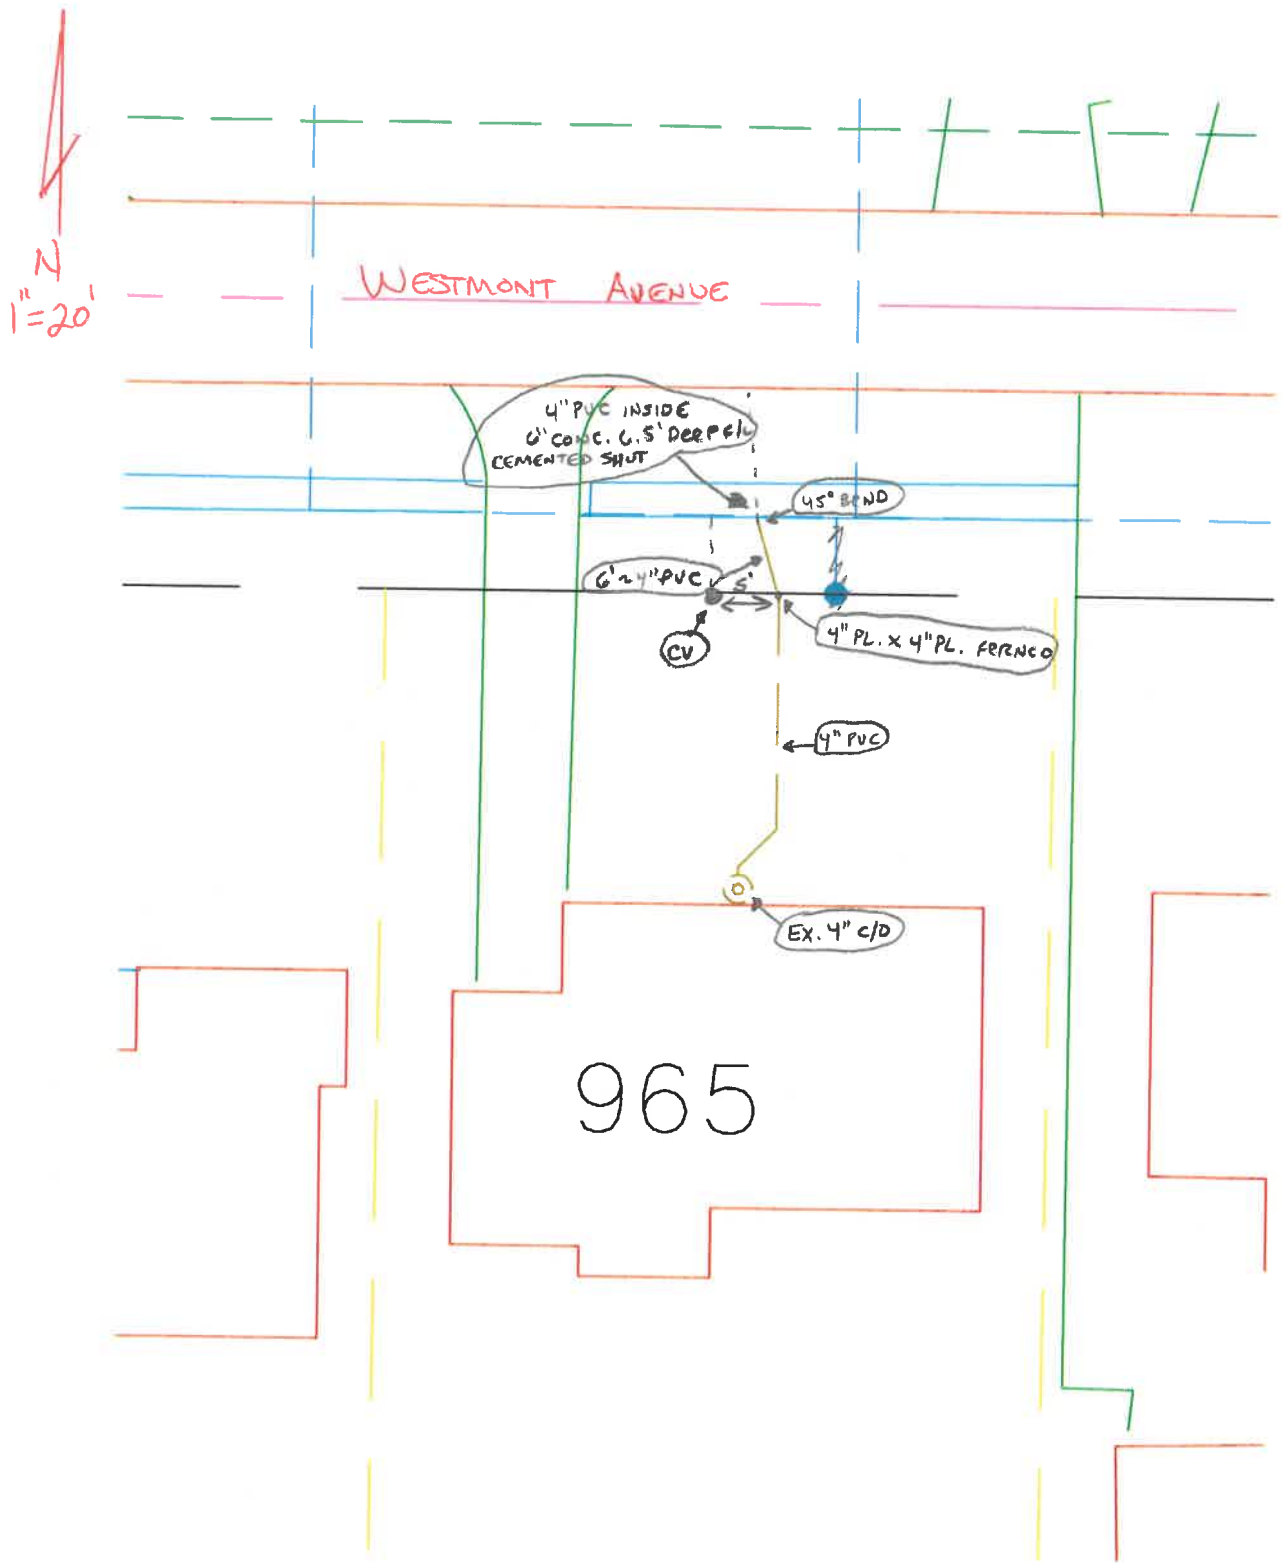 N
1"=20'
WESTMONT AVENUE
4" PVC INSIDE
6" CONC. 6.5' DEEP F/L
CEMENTED SHUT
45° BEND
6'~4" PVC
5'
CV
4" PL. X 4" PL. FERNCO
4" PVC
EX. 4" C/O
965